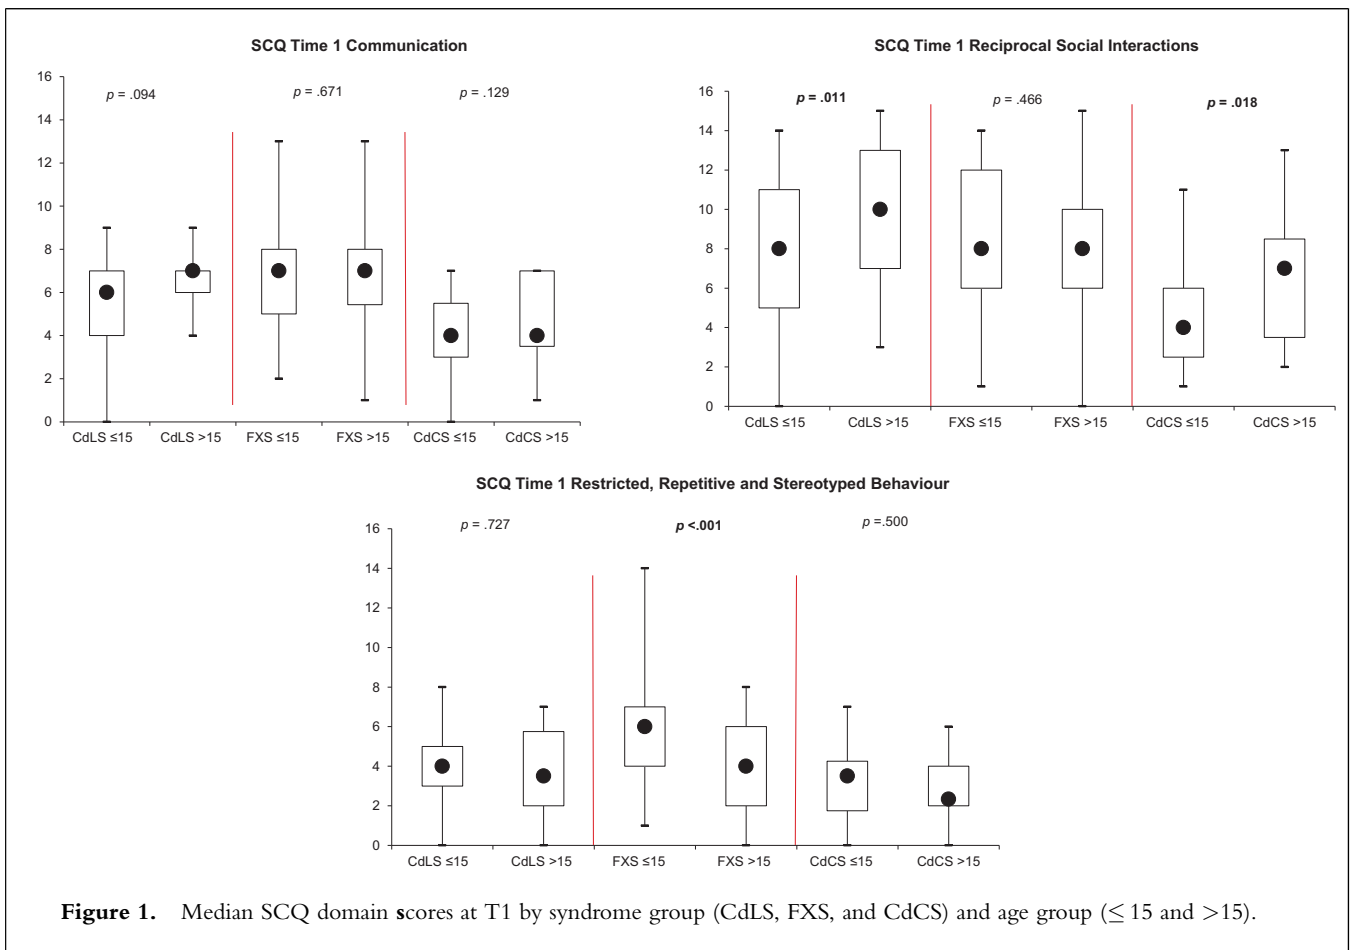 SCQ Time 1 Communication
p = .094
p = .671
p = .129
16
14
12
10
8
6
4
2
0
CdLS ≤15
CdLS >15
FXS ≤15
FXS >15
CdCS ≤15
CdCS >15
SCQ Time 1 Reciprocal Social Interactions
p = .011
p = .466
p = .018
16
14
12
10
8
6
4
2
0
CdLS ≤15
CdLS >15
FXS ≤15
FXS >15
CdCS ≤15
CdCS >15
SCQ Time 1 Restricted, Repetitive and Stereotyped Behaviour
p = .727
p <.001
p =.500
16
14
12
10
8
6
4
2
0
CdLS ≤15
CdLS >15
FXS ≤15
FXS >15
CdCS ≤15
CdCS >15
Figure 1. Median SCQ domain scores at T1 by syndrome group (CdLS, FXS, and CdCS) and age group (≤ 15 and >15).